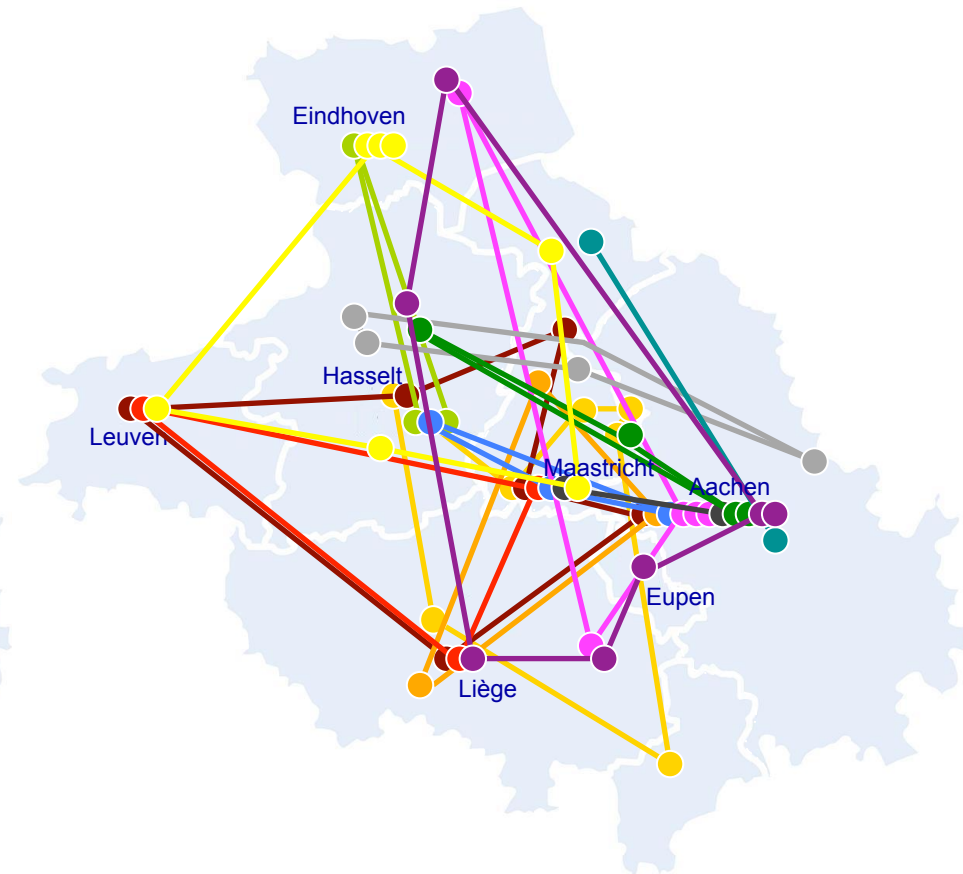 Eindhoven
Hasselt
Leuven
Maastricht
Aachen
Eupen
Liège